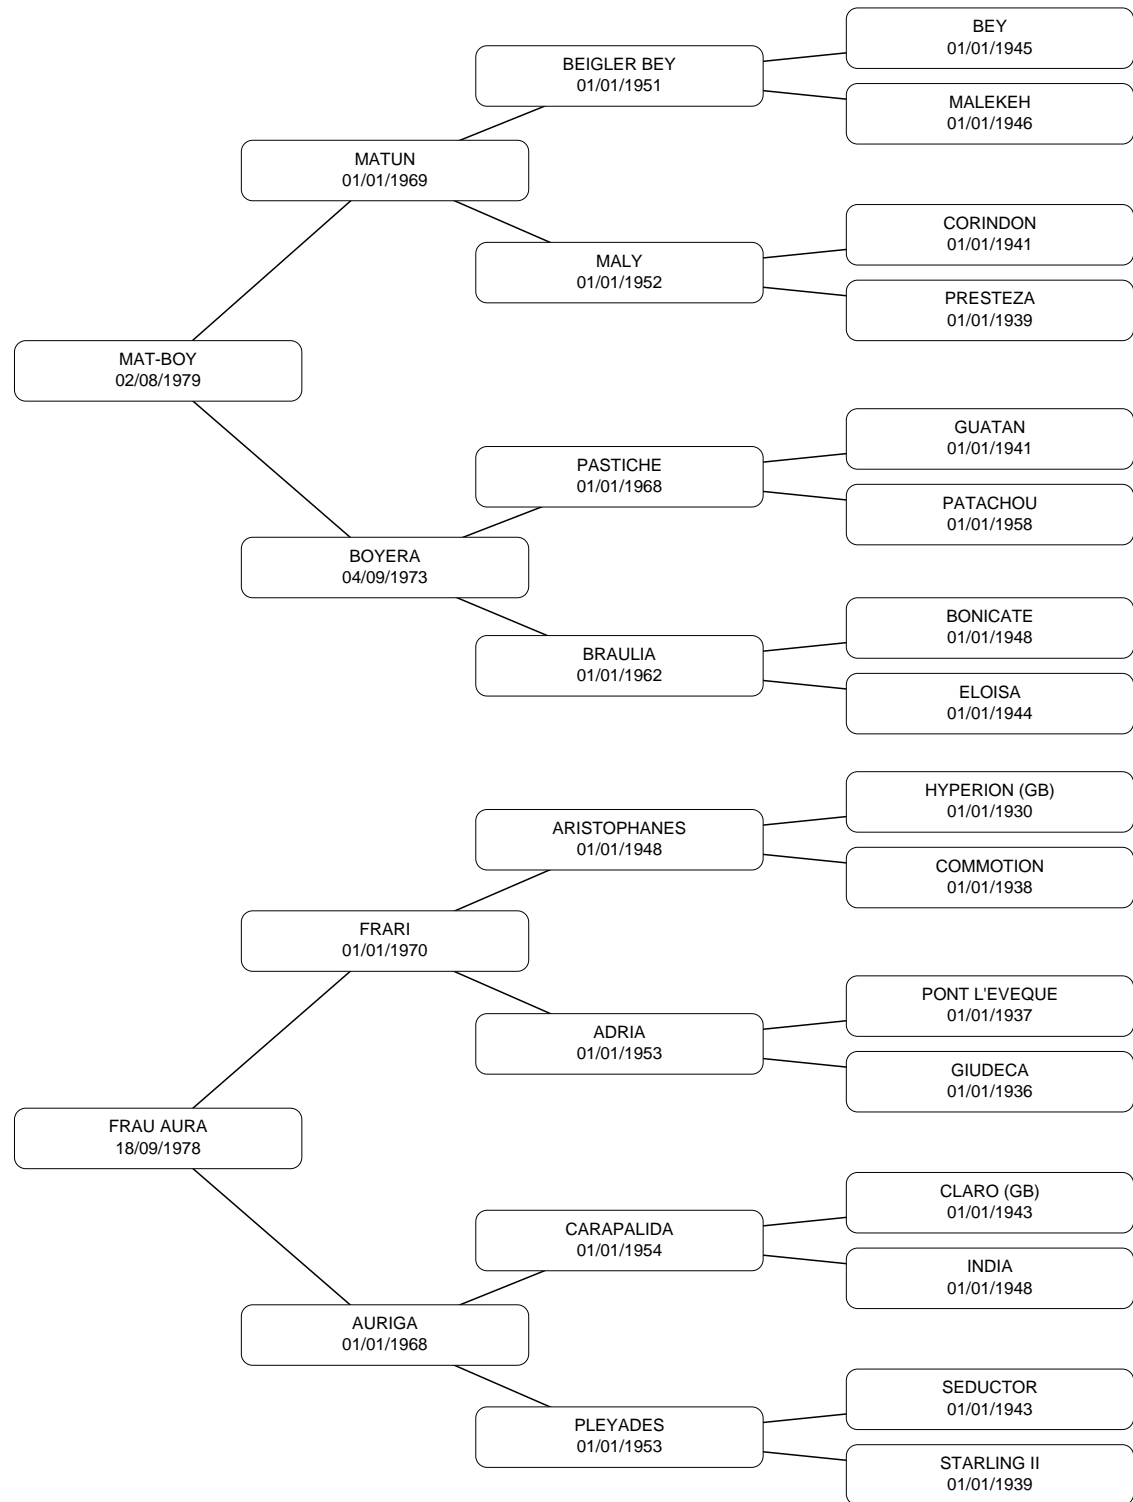 BEY
01/01/1945
BEIGLER BEY
01/01/1951
MALEKEH
01/01/1946
MATUN
01/01/1969
CORINDON
01/01/1941
MALY
01/01/1952
PRESTEZA
01/01/1939
MAT-BOY
02/08/1979
GUATAN
01/01/1941
PASTICHE
01/01/1968
PATACHOU
01/01/1958
BOYERA
04/09/1973
BONICATE
01/01/1948
BRAULIA
01/01/1962
ELOISA
01/01/1944
HYPERION (GB)
01/01/1930
ARISTOPHANES
01/01/1948
COMMOTION
01/01/1938
FRARI
01/01/1970
PONT L'EVEQUE
01/01/1937
ADRIA
01/01/1953
GIUDECA
01/01/1936
FRAU AURA
18/09/1978
CLARO (GB)
01/01/1943
CARAPALIDA
01/01/1954
INDIA
01/01/1948
AURIGA
01/01/1968
SEDUCTOR
01/01/1943
PLEYADES
01/01/1953
STARLING II
01/01/1939